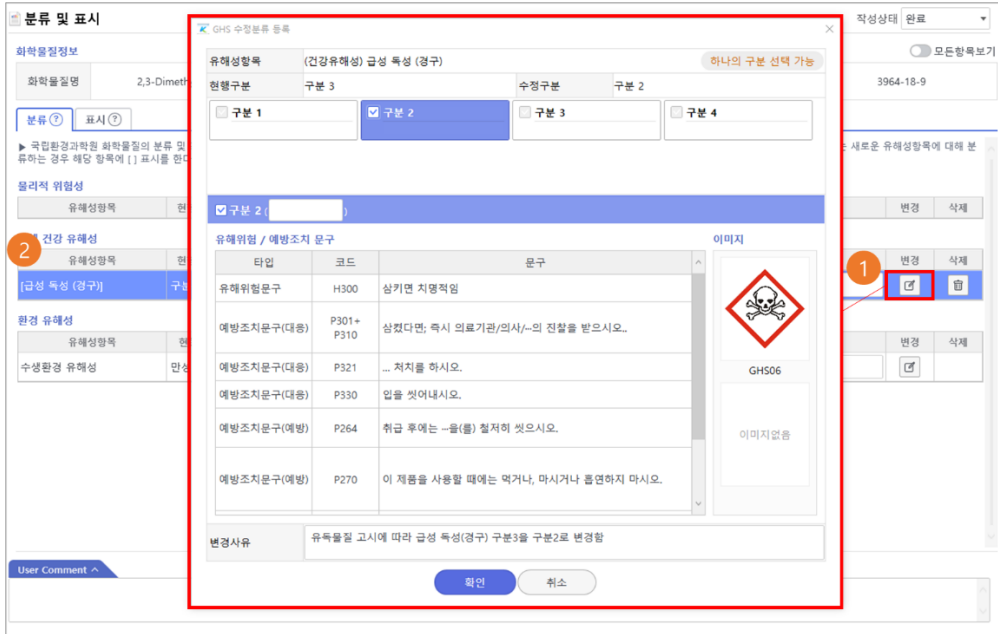 분류 및 표시
작성상태 완료
화학물질정보
모든항목보기
화학물질명 2,3-Dimeth 3964-18-9
분류 표시
▶ 국립환경과학원 화학물질의 분류 및 는 새로운 유해성항목에 대해 분
류하는 경우 해당 항목에 [ ] 표시를 한다
물리적 위험성
유해성항목 현 변경 삭제
2 건강 유해성
유해성항목 현 변경 삭제
[급성 독성 (경구)] 구분
1
환경 유해성
유해성항목 현 변경 삭제
수생환경 유해성 만성
User Comment
GHS 수정분류 등록
유해성항목 (건강유해성) 급성 독성 (경구) 하나의 구분 선택 가능
현행구분 구분 3 수정구분 구분 2
구분 1 구분 2 구분 3 구분 4
구분 2 ( )
유해위험 / 예방조치 문구 이미지
타입 코드 문구
유해위험문구 H300 삼키면 치명적임
예방조치문구(대응) P301+
P310 삼켰다면; 즉시 의료기관/의사/…의 진찰을 받으시오..
예방조치문구(대응) P321 … 처치를 하시오.
예방조치문구(대응) P330 입을 씻어내시오.
예방조치문구(예방) P264 취급 후에는 …을(를) 철저히 씻으시오.
예방조치문구(예방) P270 이 제품을 사용할 때에는 먹거나, 마시거나 흡연하지 마시오.
GHS06
이미지없음
변경사유 유독물질 고시에 따라 급성 독성(경구) 구분3을 구분2로 변경함
확인 취소